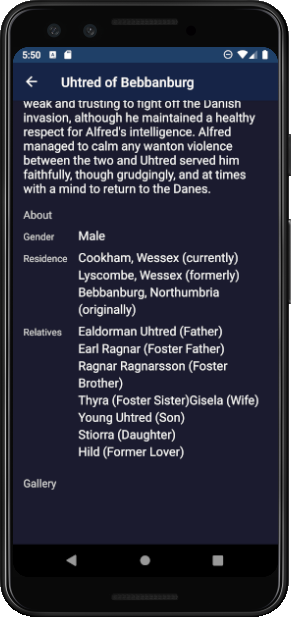 5:50
Uhtred of Bebbanburg
weak and trusting to fight off the Danish
invasion, although he maintained a healthy
respect for Alfred's intelligence. Alfred
managed to calm any wanton violence
between the two and Uhtred served him
faithfully, though grudgingly, and at times
with a mind to return to the Danes.
About
Gender Male
Residence Cookham, Wessex (currently)
Lyscombe, Wessex (formerly)
Bebbanburg, Northumbria
(originally)
Relatives Ealdorman Uhtred (Father)
Earl Ragnar (Foster Father)
Ragnar Ragnarsson (Foster
Brother)
Thyra (Foster Sister)Gisela (Wife)
Young Uhtred (Son)
Stiorra (Daughter)
Hild (Former Lover)
Gallery